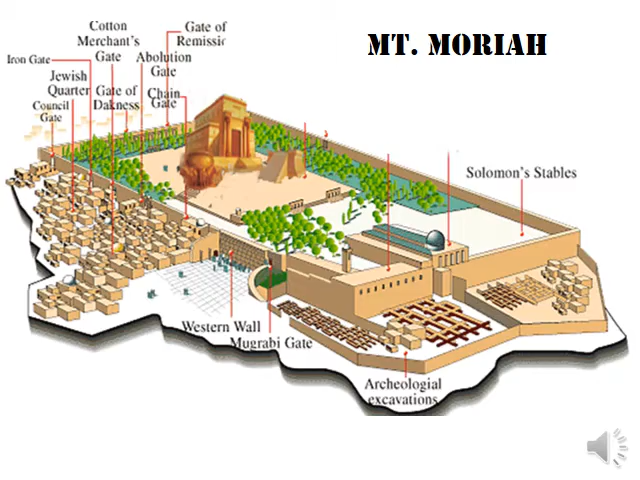 MT. MORIAH
Gate of
Remissic
Cotton
Merchant's
Gate
Abolution
Gate
Iron Gate
Jewish
Quarter
Gate of
Dakness
Chain
Gate
Council
Gate
Solomon's Stables
Western Wall
Mugrabi Gate
Archeologial
excavations